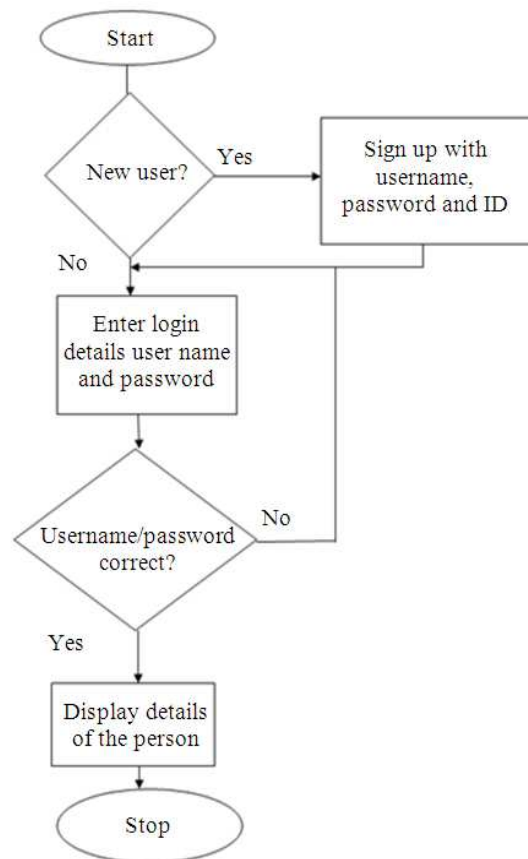 Start
New user?
Yes
Sign up with
username,
password and ID
No
Enter login
details user name
and password
Username/password
correct?
No
Yes
Display details
of the person
Stop